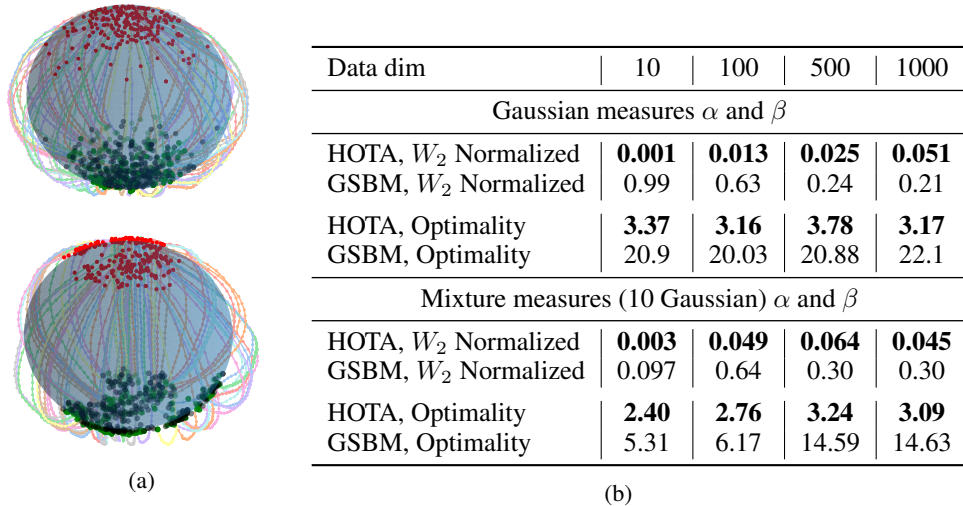 Data dim 10 100 500 1000
Gaussian measures α and β
HOTA, W₂ Normalized 0.001 0.013 0.025 0.051
GSBM, W₂ Normalized 0.99 0.63 0.24 0.21
HOTA, Optimality 3.37 3.16 3.78 3.17
GSBM, Optimality 20.9 20.03 20.88 22.1
Mixture measures (10 Gaussian) α and β
HOTA, W₂ Normalized 0.003 0.049 0.064 0.045
GSBM, W₂ Normalized 0.097 0.64 0.30 0.30
HOTA, Optimality 2.40 2.76 3.24 3.09
GSBM, Optimality 5.31 6.17 14.59 14.63
(a)
(b)